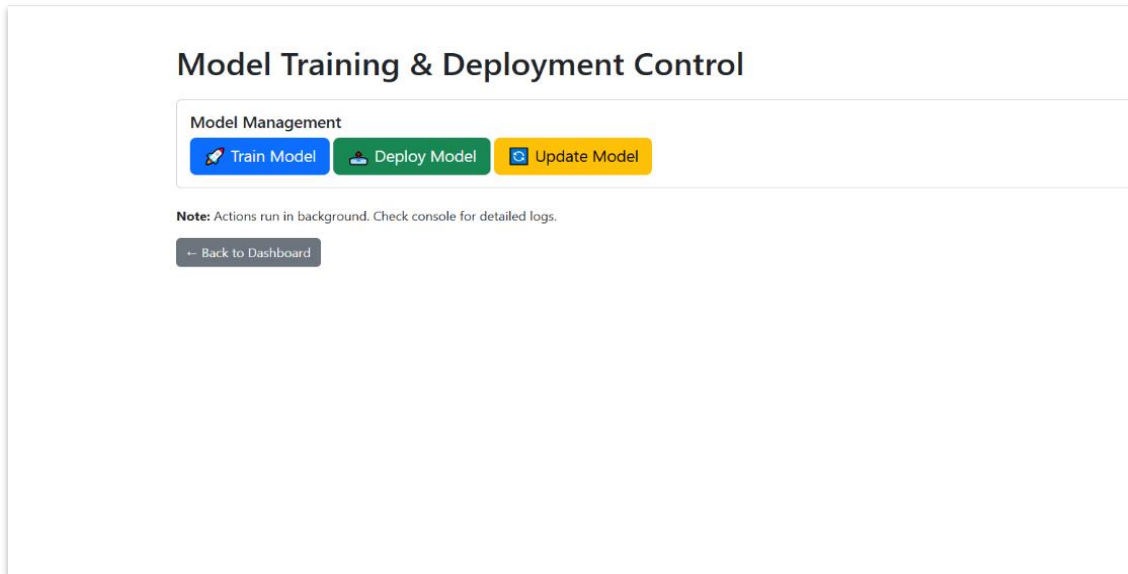 Model Training & Deployment Control
Model Management
🚀 Train Model 📤 Deploy Model 🔄 Update Model
Note: Actions run in background. Check console for detailed logs.
← Back to Dashboard